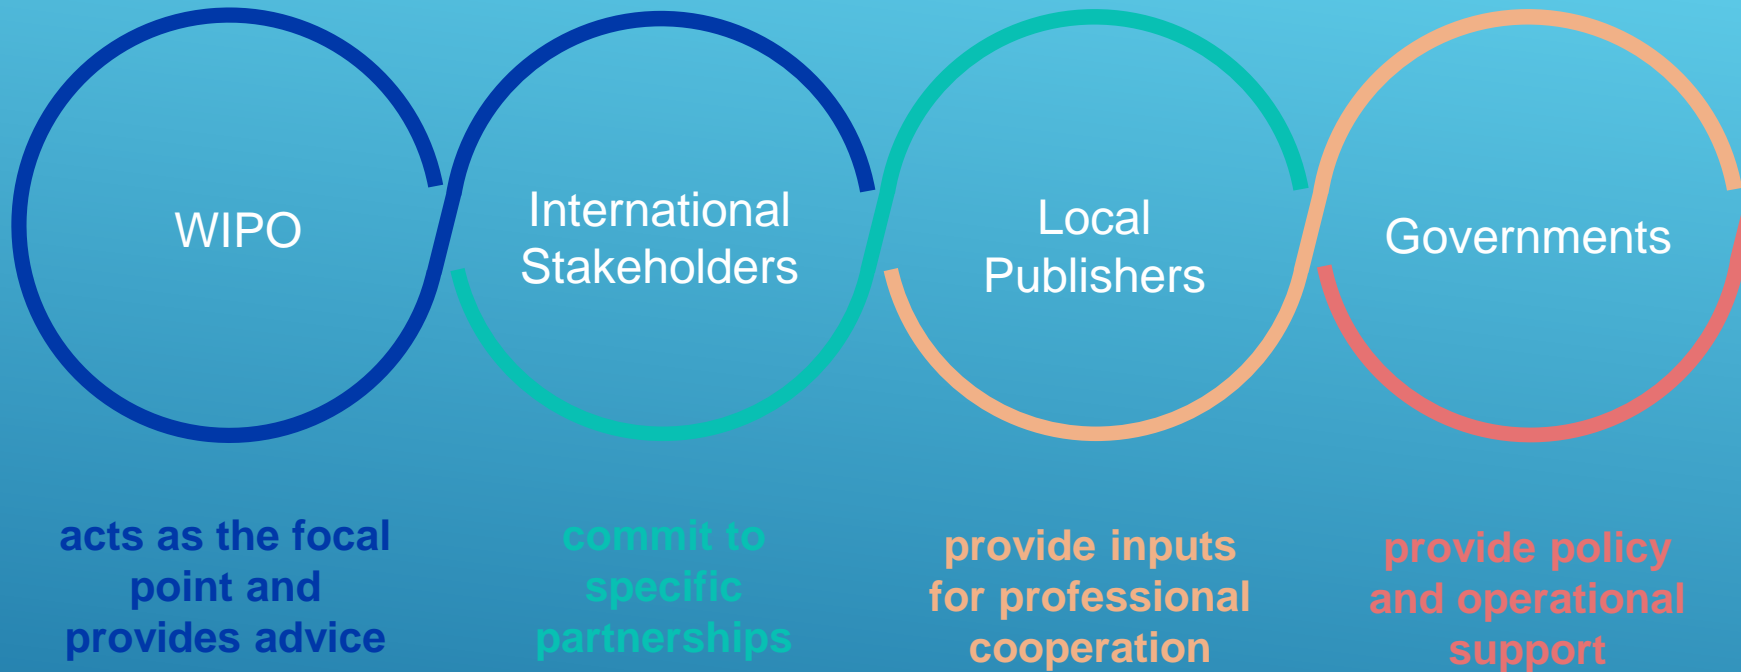 WIPO
International
Stakeholders
Local
Publishers
Governments
acts as the focal
point and
provides advice
commit to
specific
partnerships
provide inputs
for professional
cooperation
provide policy
and operational
support